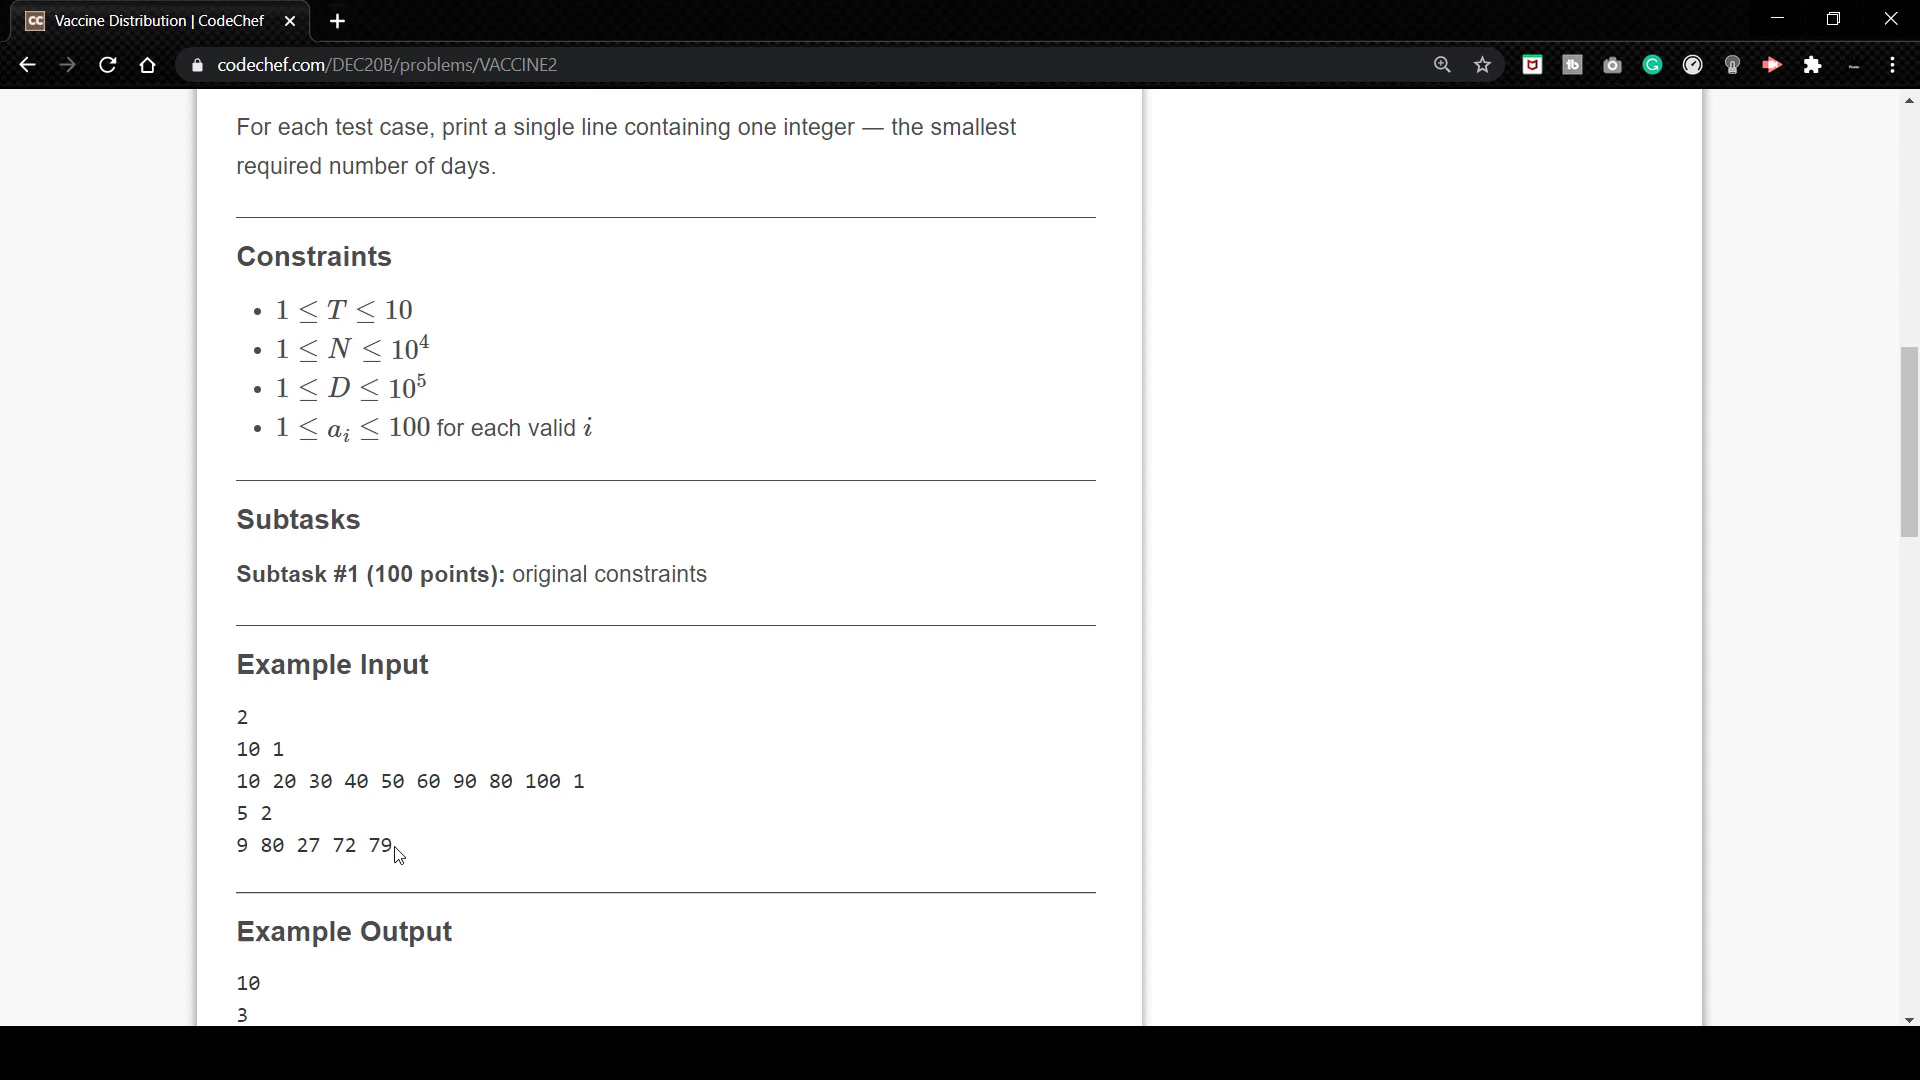 CC Vaccine Distribution | CodeChef
codechef.com/DEC20B/problems/VACCINE2
For each test case, print a single line containing one integer — the smallest
required number of days.
Constraints
• 1 ≤ T ≤ 10
• 1 ≤ N ≤ 10⁴
• 1 ≤ D ≤ 10⁵
• 1 ≤ aᵢ ≤ 100 for each valid i
Subtasks
Subtask #1 (100 points): original constraints
Example Input
2
10 1
10 20 30 40 50 60 90 80 100 1
5 2
9 80 27 72 79
Example Output
10
3